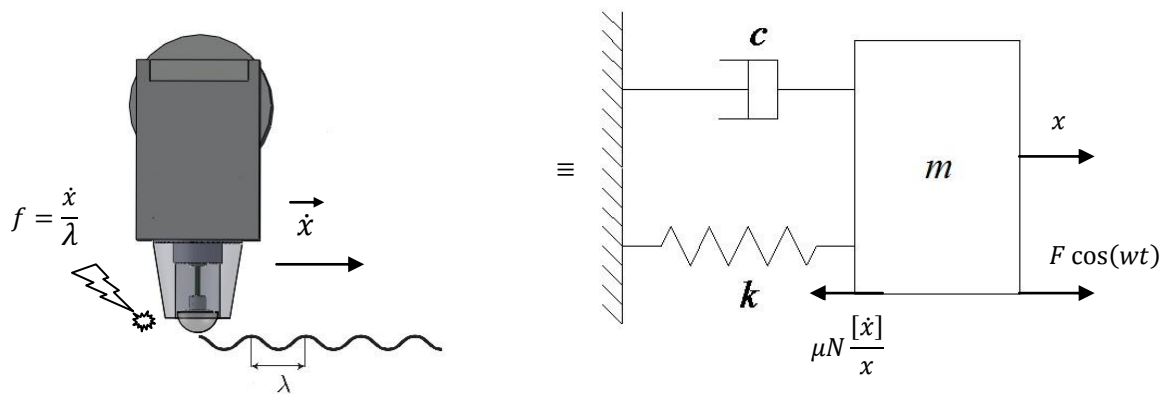 f = ẋ/λ
ẋ
λ
≡
c
m
x
k
F cos(wt)
μN [ẋ]/x